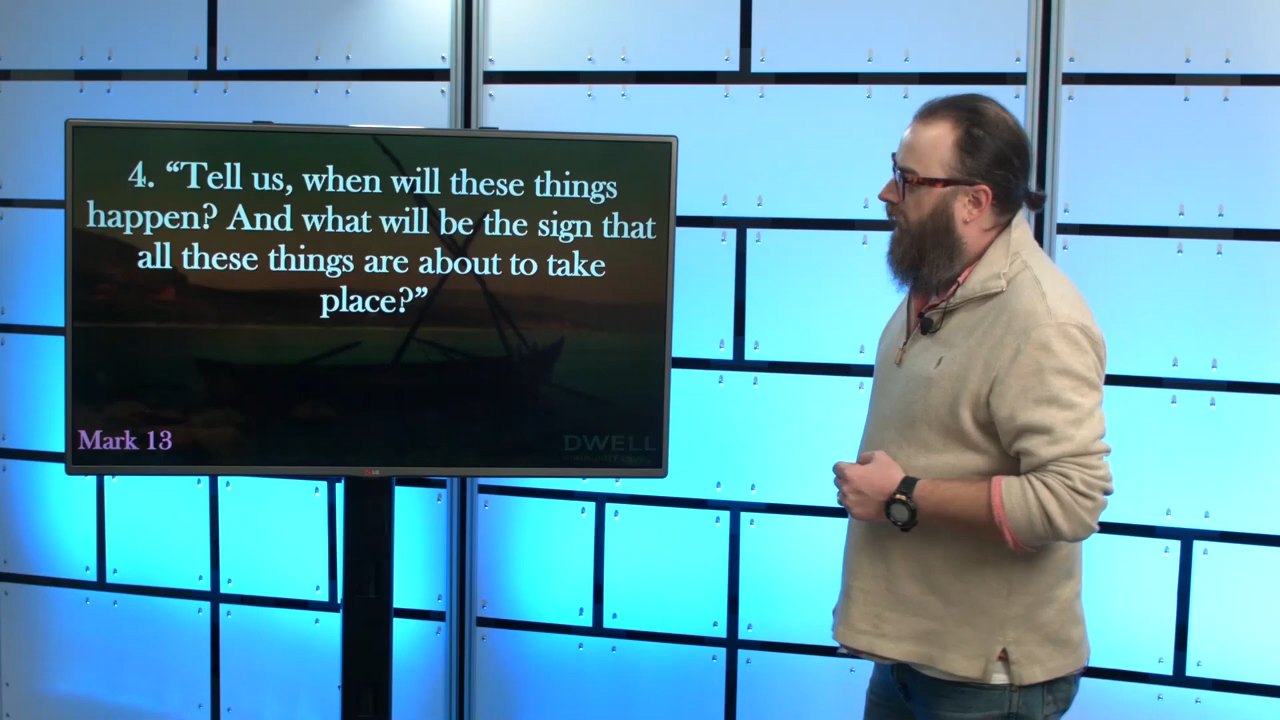 4. “Tell us, when will these things
happen? And what will be the sign that
all these things are about to take
place?”
Mark 13
DWELL